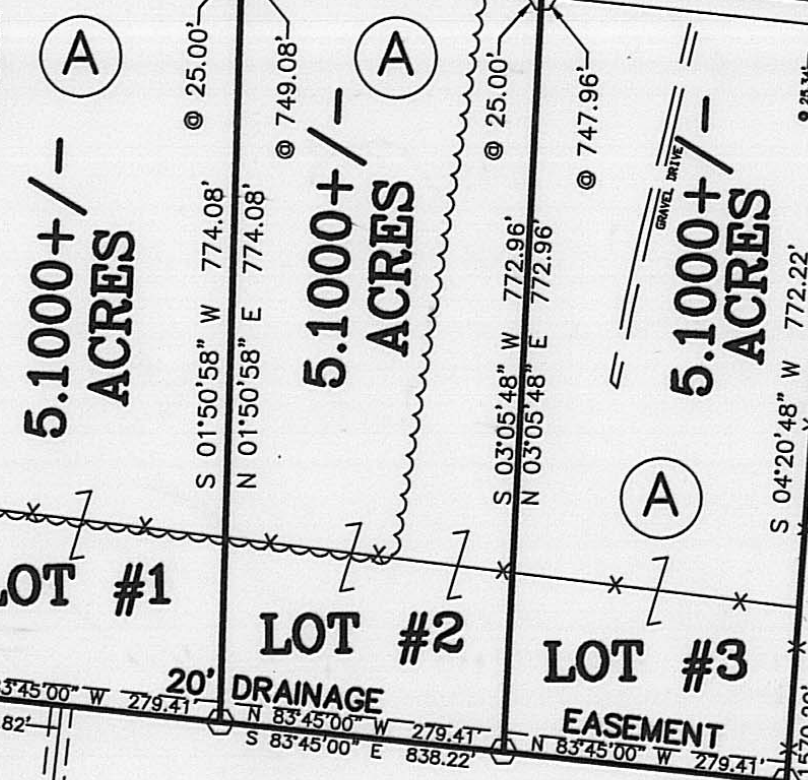 A
@ 25.00'
@ 749.08'
A
@ 25.00'
@ 747.96'
5.1000+/-
ACRES
S 01°50'58" W 774.08'
N 01°50'58" E 774.08'
5.1000+/-
ACRES
S 03°05'48" W 772.96'
N 03°05'48" E 772.96'
GRAVEL DRIVE
5.1000+/-
ACRES
S 04°20'48" W 772.22'
A
LOT #1
LOT #2
LOT #3
3°45'00" W 279.41'
20' DRAINAGE
EASEMENT
N 83°45'00" W 279.41'
N 83°45'00" W 279.41'
82'
S 83°45'00" E 838.22'